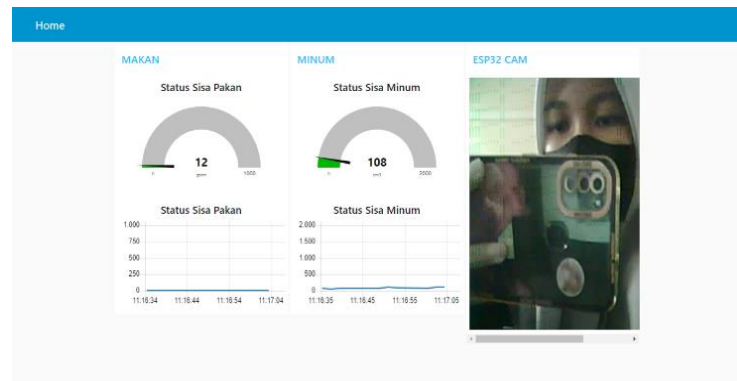 Home
MAKAN
Status Sisa Pakan
12
gram
0
1000
Status Sisa Pakan
1.000
750
500
250
0
11:16:34 11:16:44 11:16:54 11:17:04
MINUM
Status Sisa Minum
108
0
2000
Status Sisa Minum
2.000
1.500
1.000
500
0
11:16:35 11:16:45 11:16:55 11:17:05
ESP32 CAM